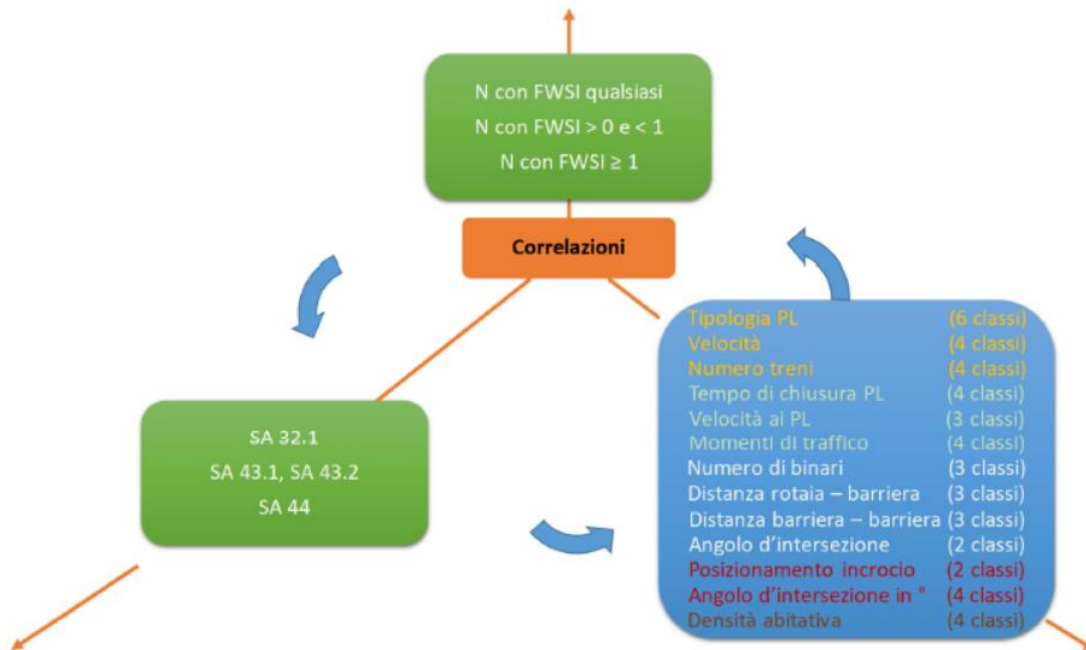 N con FWSI qualsiasi
N con FWSI > 0 e < 1
N con FWSI ≥ 1
Correlazioni
SA 32.1
SA 43.1, SA 43.2
SA 44
Tipologia PL (6 classi)
Velocità (4 classi)
Numero treni (4 classi)
Tempo di chiusura PL (4 classi)
Velocità ai PL (3 classi)
Momenti di traffico (4 classi)
Numero di binari (3 classi)
Distanza rotaia – barriera (3 classi)
Distanza barriera – barriera (3 classi)
Angolo d'intersezione (2 classi)
Posizionamento incrocio (2 classi)
Angolo d'intersezione in ° (4 classi)
Densità abitativa (4 classi)